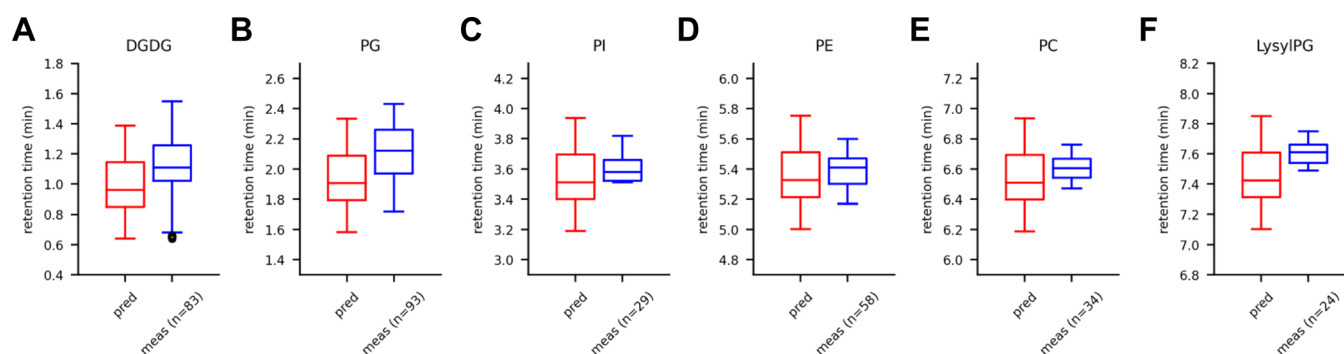 A
DGDG
retention time (min)
1.8
1.6
1.4
1.2
1.0
0.8
0.6
0.4
pred
meas (n=83)
B
PG
retention time (min)
2.6
2.4
2.2
2.0
1.8
1.6
1.4
pred
meas (n=93)
C
PI
retention time (min)
4.2
4.0
3.8
3.6
3.4
3.2
3.0
pred
meas (n=29)
D
PE
retention time (min)
6.0
5.8
5.6
5.4
5.2
5.0
4.8
pred
meas (n=58)
E
PC
retention time (min)
7.2
7.0
6.8
6.6
6.4
6.2
6.0
pred
meas (n=34)
F
LysylPG
retention time (min)
8.2
8.0
7.8
7.6
7.4
7.2
7.0
6.8
pred
meas (n=24)